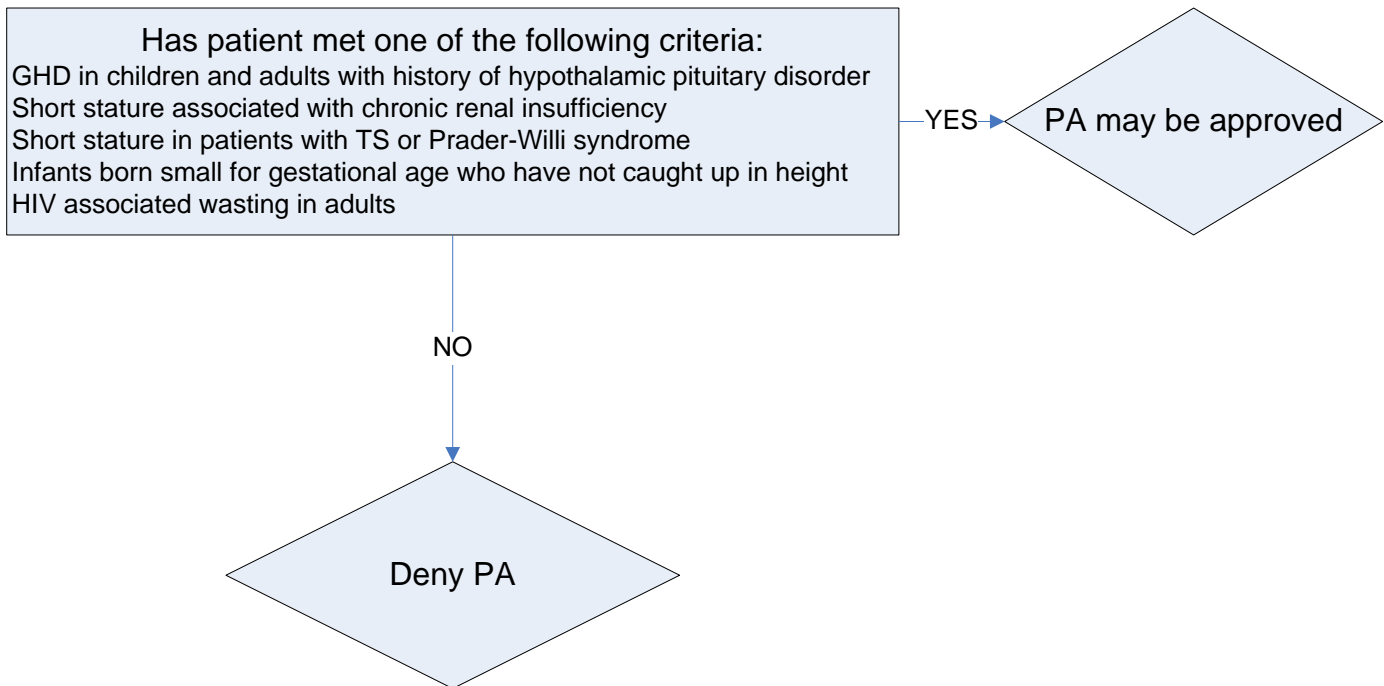 Has patient met one of the following criteria:
GHD in children and adults with history of hypothalamic pituitary disorder
Short stature associated with chronic renal insufficiency
Short stature in patients with TS or Prader-Willi syndrome
Infants born small for gestational age who have not caught up in height
HIV associated wasting in adults
YES
PA may be approved
NO
Deny PA